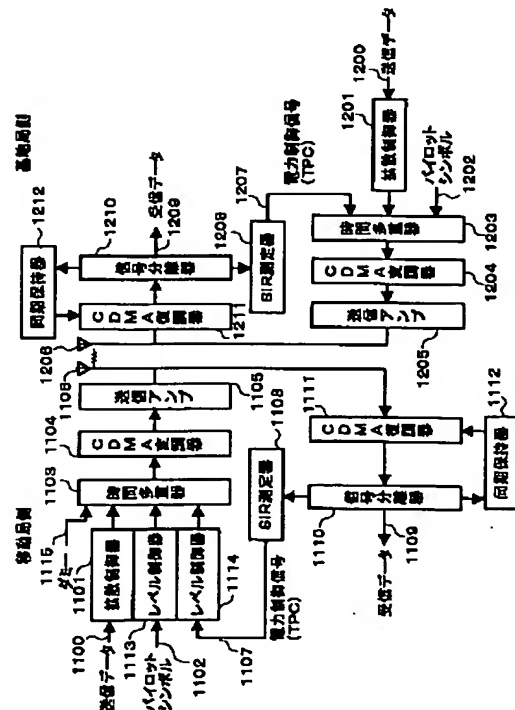 移動局側
基地局側
送信データ
1100
パイロット
シンボル
1102
1107
電力制御信号
(TPC)
ダミー
1115
1101
拡散制御器
1113
レベル制御器
レベル制御器
1114
1103
時間多重器
1104
CDMA変調器
1105
送信アンプ
1106
1206
1211
CDMA復調器
1212
同期保持器
1210
信号分離器
受信データ
1209
1208
SIR測定器
1207
電力制御信号
(TPC)
1200
送信データ
1201
拡散制御器
パイロット
シンボル
1202
時間多重器
1203
CDMA変調器
1204
送信アンプ
1205
1108
SIR測定器
1111
CDMA復調器
1112
同期保持器
1110
信号分離器
1109
受信データ